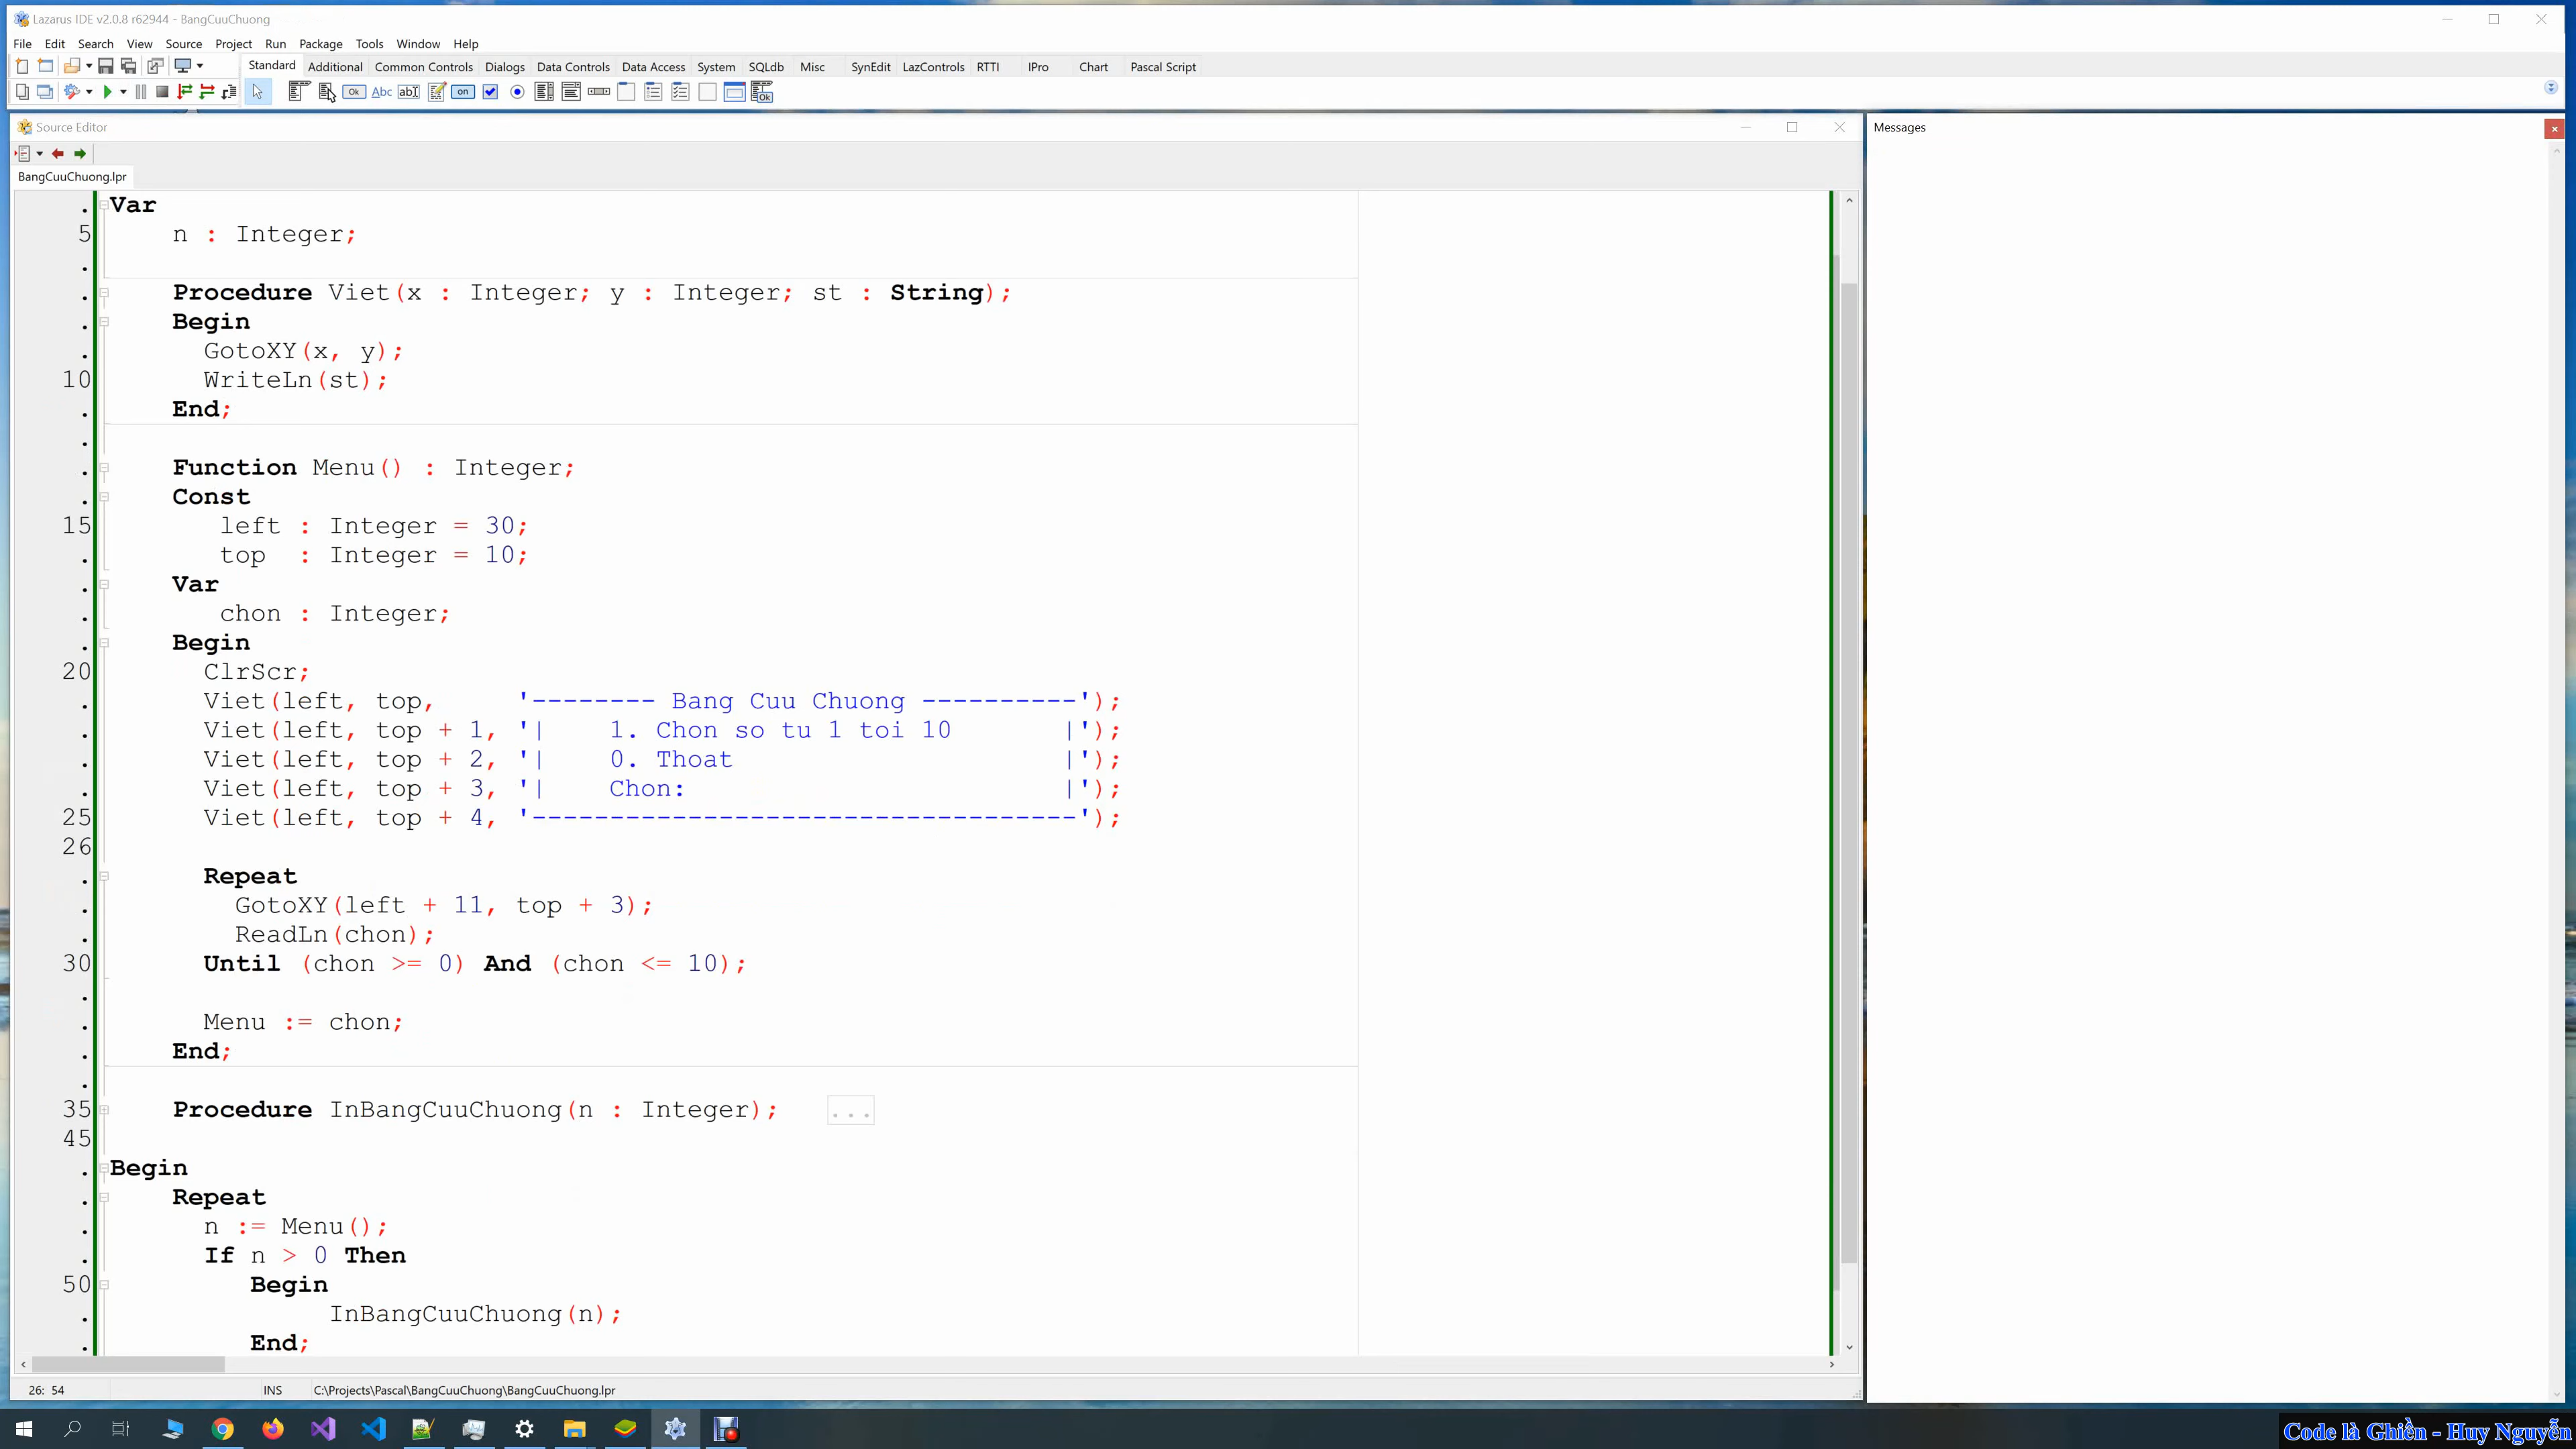 Lazarus IDE v2.0.8 r62944 - BangCuuChuong
File Edit Search View Source Project Run Package Tools Window Help
Standard Additional Common Controls Dialogs Data Controls Data Access System SQLdb Misc SynEdit LazControls RTTI IPro Chart Pascal Script
Ok Abc abI on Ok
Source Editor
Messages
BangCuuChuong.lpr
. Var
5 n : Integer;
.
. Procedure Viet(x : Integer; y : Integer; st : String);
. Begin
. GotoXY(x, y);
10 WriteLn(st);
. End;
.
. Function Menu() : Integer;
. Const
15 left : Integer = 30;
. top : Integer = 10;
. Var
. chon : Integer;
. Begin
20 ClrScr;
. Viet(left, top, '-------- Bang Cuu Chuong ----------');
. Viet(left, top + 1, '| 1. Chon so tu 1 toi 10 |');
. Viet(left, top + 2, '| 0. Thoat |');
. Viet(left, top + 3, '| Chon: |');
25 Viet(left, top + 4, '-----------------------------------');
26
. Repeat
. GotoXY(left + 11, top + 3);
. ReadLn(chon);
30 Until (chon >= 0) And (chon <= 10);
.
. Menu := chon;
. End;
.
35 Procedure InBangCuuChuong(n : Integer); ...
45
. Begin
. Repeat
. n := Menu();
. If n > 0 Then
50 Begin
. InBangCuuChuong(n);
. End;
26: 54 INS C:\Projects\Pascal\BangCuuChuong\BangCuuChuong.lpr
Code là Ghiền - Huy Nguyễn